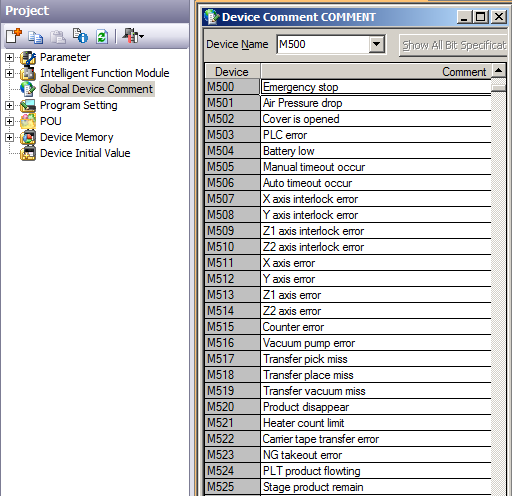 Project
Parameter
Intelligent Function Module
Global Device Comment
Program Setting
POU
Device Memory
Device Initial Value
Device Comment COMMENT
Device Name M500
Show All Bit Specificat
Device Comment
M500 Emergency stop
M501 Air Pressure drop
M502 Cover is opened
M503 PLC error
M504 Battery low
M505 Manual timeout occur
M506 Auto timeout occur
M507 X axis interlock error
M508 Y axis interlock error
M509 Z1 axis interlock error
M510 Z2 axis interlock error
M511 X axis error
M512 Y axis error
M513 Z1 axis error
M514 Z2 axis error
M515 Counter error
M516 Vacuum pump error
M517 Transfer pick miss
M518 Transfer place miss
M519 Transfer vacuum miss
M520 Product disappear
M521 Heater count limit
M522 Carrier tape transfer error
M523 NG takeout error
M524 PLT product flowting
M525 Stage product remain